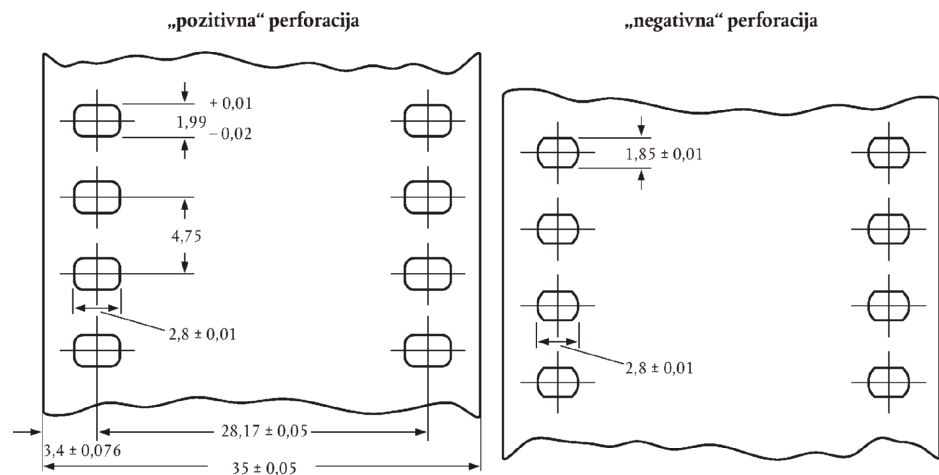 „pozitivna“ perforacija
+ 0,01
1,99
– 0,02
4,75
2,8 ± 0,01
28,17 ± 0,05
3,4 ± 0,076
35 ± 0,05
„negativna“ perforacija
1,85 ± 0,01
2,8 ± 0,01